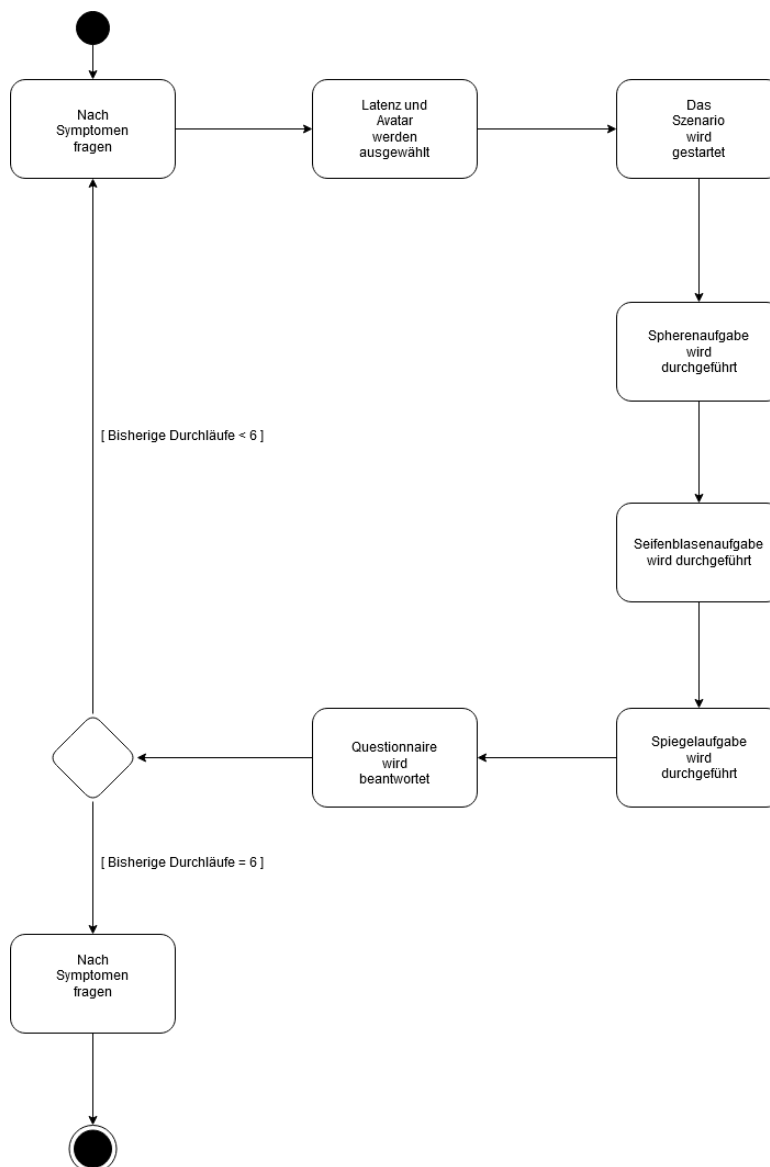 Nach
Symptomen
fragen
Latenz und
Avatar
werden
ausgewählt
Das
Szenario
wird
gestartet
Spherenaufgabe
wird
durchgeführt
[ Bisherige Durchläufe < 6 ]
Seifenblasenaufgabe
wird durchgeführt
Spiegelaufgabe
wird
durchgeführt
Questionnaire
wird
beantwortet
[ Bisherige Durchläufe = 6 ]
Nach
Symptomen
fragen